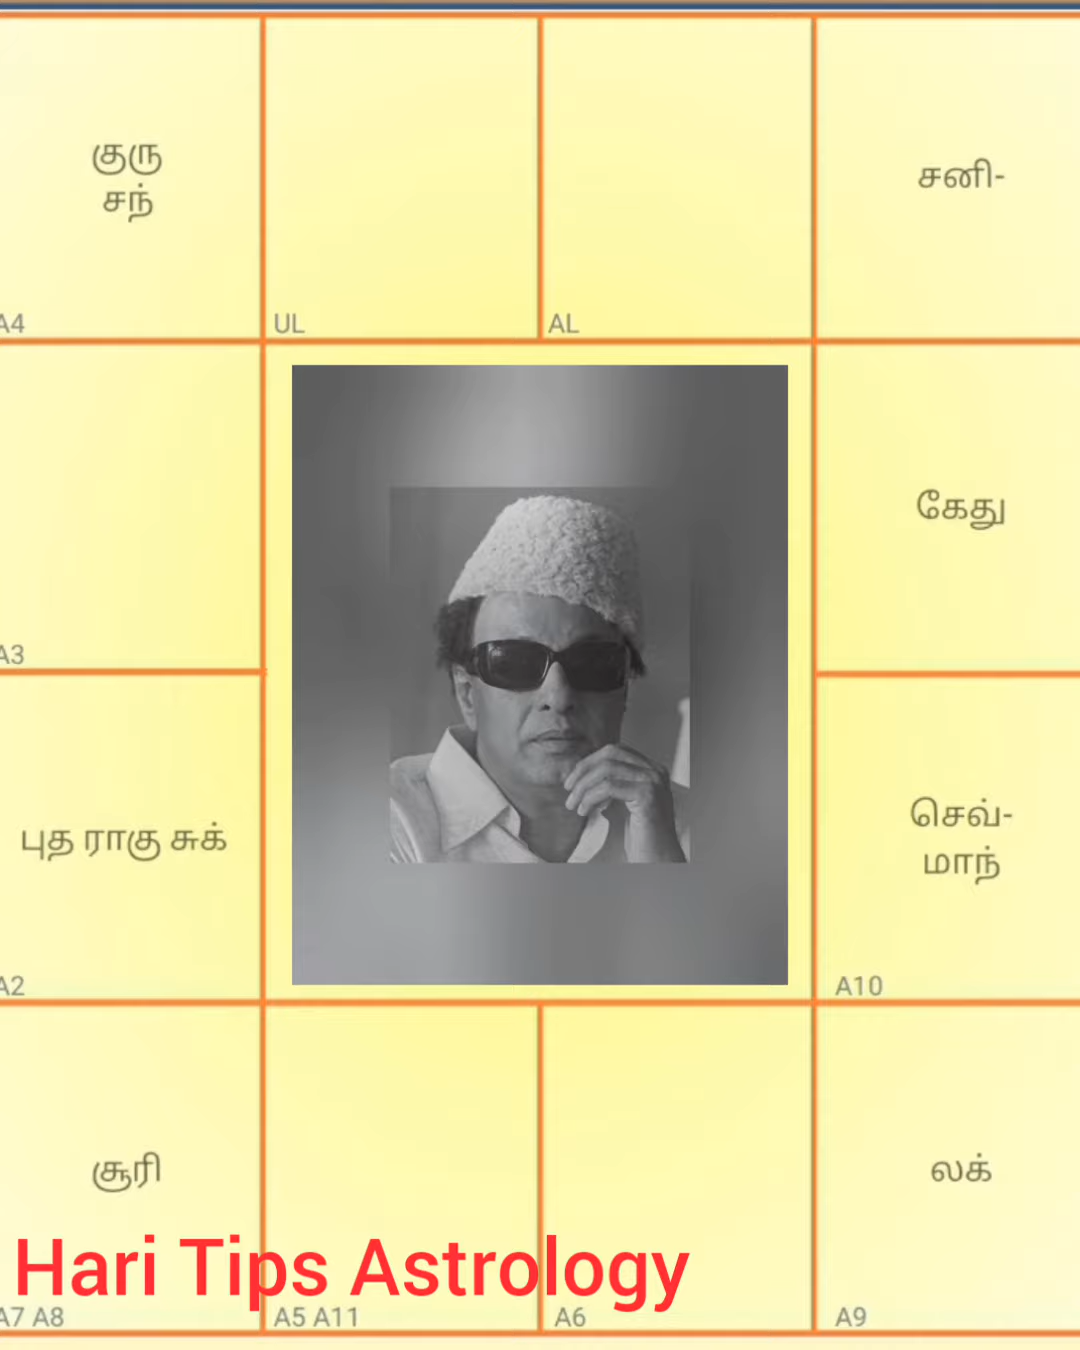 குரு
சந்
சனி-
A4
UL
AL
கேது
A3
புத ராகு சுக்
செவ்-
மாந்
A2
A10
சூரி
லக்
Hari Tips Astrology
A7 A8
A5 A11
A6
A9